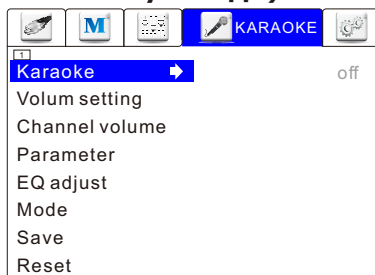 M KARAOKE
1
Karaoke off
Volum setting
Channel volume
Parameter
EQ adjust
Mode
Save
Reset